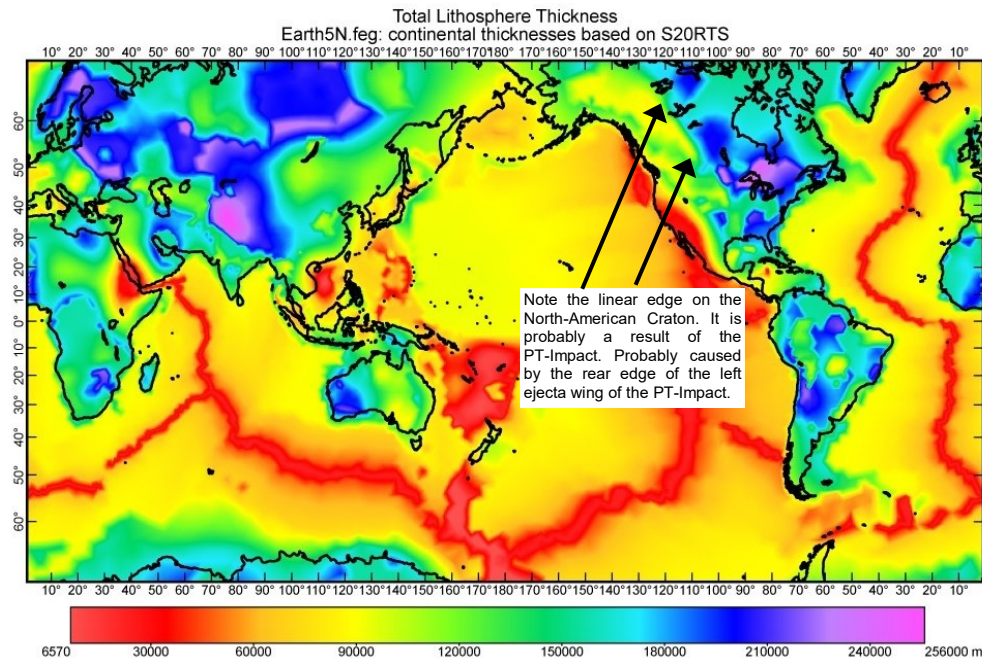 Total Lithosphere Thickness
Earth5N.feg: continental thicknesses based on S20RTS
10° 20° 30° 40° 50° 60° 70° 80° 90° 100° 110° 120° 130° 140° 150° 160° 170° 180° 170° 160° 150° 140° 130° 120° 110° 100° 90° 80° 70° 60° 50° 40° 30° 20° 10°
60°
50°
40°
30°
20°
10°
0°
10°
20°
30°
40°
50°
60°
Note the linear edge on the
North-American Craton. It is
probably a result of the
PT-Impact. Probably caused
by the rear edge of the left
ejecta wing of the PT-Impact.
10° 20° 30° 40° 50° 60° 70° 80° 90° 100° 110° 120° 130° 140° 150° 160° 170° 180° 170° 160° 150° 140° 130° 120° 110° 100° 90° 80° 70° 60° 50° 40° 30° 20° 10°
6570 30000 60000 90000 120000 150000 180000 210000 240000 256000 m